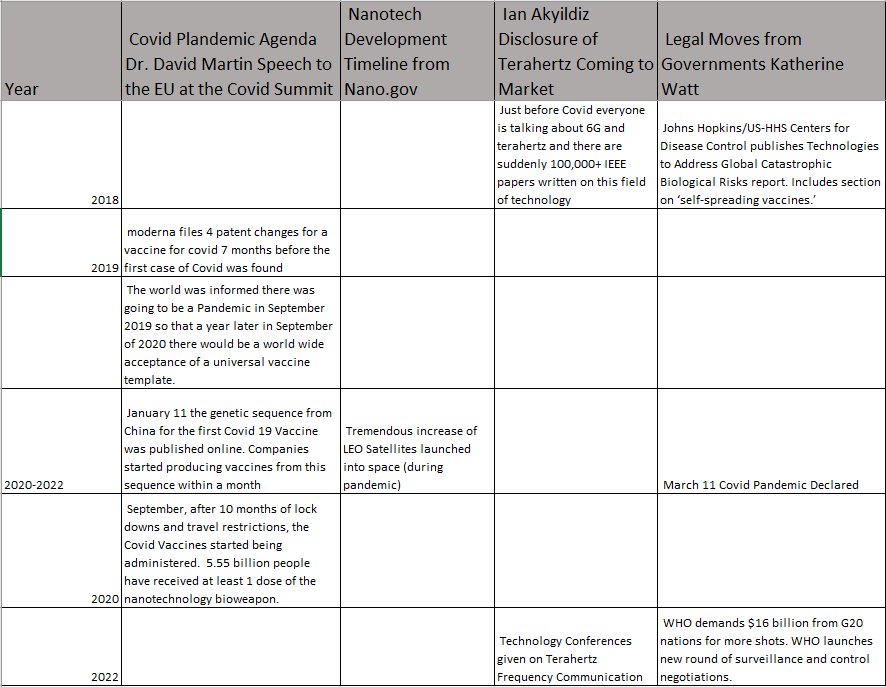 Year
Covid Plandemic Agenda
Dr. David Martin Speech to
the EU at the Covid Summit
Nanotech
Development
Timeline from
Nano.gov
Ian Akyildiz
Disclosure of
Terahertz Coming to
Market
Legal Moves from
Governments Katherine
Watt
2018
Just before Covid everyone
is talking about 6G and
terahertz and there are
suddenly 100,000+ IEEE
papers written on this field
of technology
Johns Hopkins/US-HHS Centers for
Disease Control publishes Technologies
to Address Global Catastrophic
Biological Risks report. Includes section
on ‘self-spreading vaccines.’
2019
moderna files 4 patent changes for a
vaccine for covid 7 months before the
first case of Covid was found
The world was informed there was
going to be a Pandemic in September
2019 so that a year later in September
of 2020 there would be a world wide
acceptance of a universal vaccine
template.
2020-2022
January 11 the genetic sequence from
China for the first Covid 19 Vaccine
was published online. Companies
started producing vaccines from this
sequence within a month
Tremendous increase of
LEO Satellites launched
into space (during
pandemic)
March 11 Covid Pandemic Declared
2020
September, after 10 months of lock
downs and travel restrictions, the
Covid Vaccines started being
administered.  5.55 billion people
have received at least 1 dose of the
nanotechnology bioweapon.
2022
Technology Conferences
given on Terahertz
Frequency Communication
WHO demands $16 billion from G20
nations for more shots. WHO launches
new round of surveillance and control
negotiations.